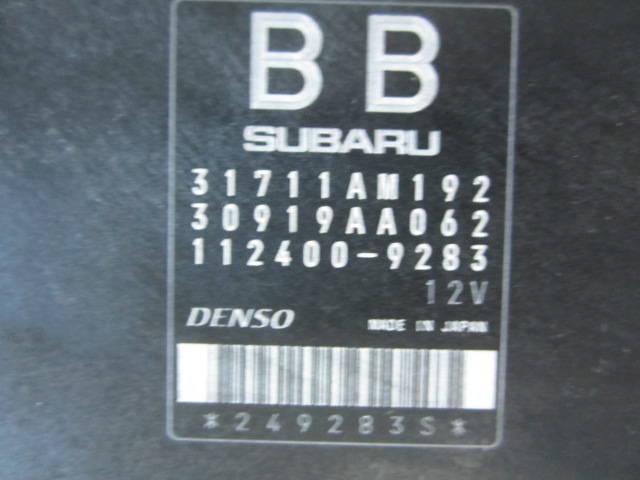 BB
SUBARU
31711AM192
30919AA062
112400-9283
12V
DENSO MADE IN JAPAN
*249283S*